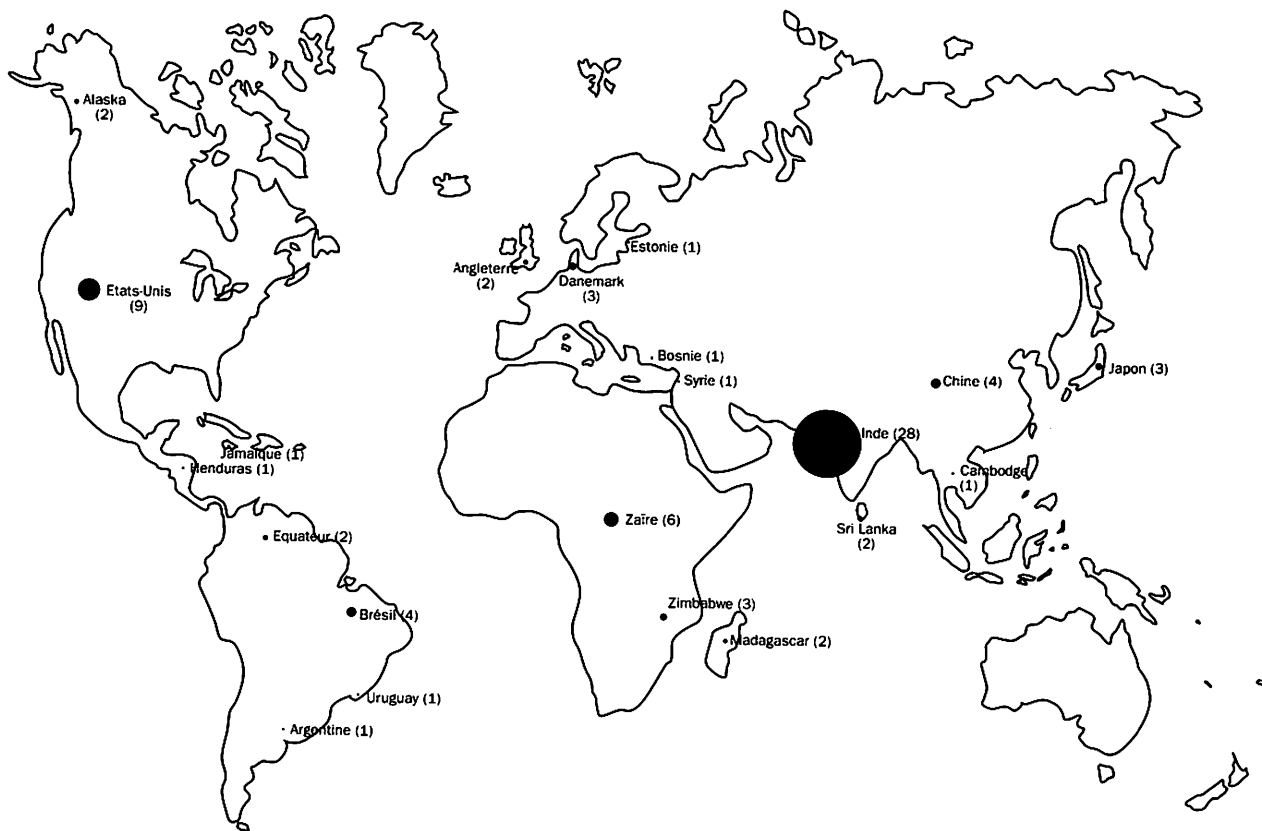 Alaska
(2)
Estonie (1)
Angleterre
(2)
Danemark
(3)
Etats-Unis
(9)
Bosnie (1)
Syrie (1)
Japon (3)
Chine (4)
Inde (28)
Jamaïque (1)
Henduras (1)
Cambodge
(1)
Zaïre (6)
Sri Lanka
(2)
Equateur (2)
Zimbabwe (3)
Brésil (4)
Madagascar (2)
Uruguay (1)
Argontine (1)